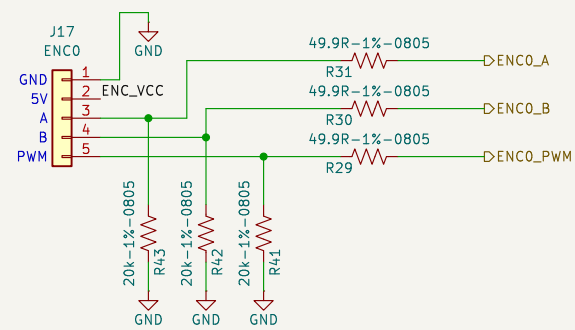 J17
ENC0
GND
49.9R-1%-0805
R31
ENC0_A
GND 1
5V 2 ENC_VCC
A 3
B 4
PWM 5
49.9R-1%-0805
R30
ENC0_B
49.9R-1%-0805
R29
ENC0_PWM
20k-1%-0805
R43
20k-1%-0805
R42
20k-1%-0805
R41
GND
GND
GND